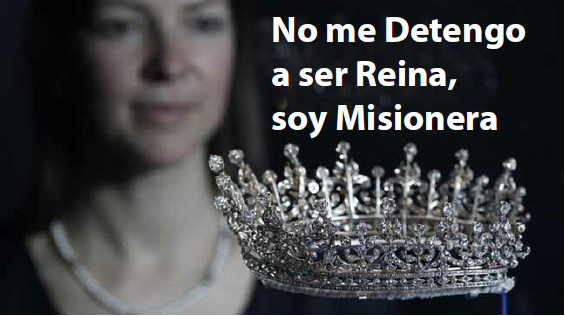 No me Detengo
a ser Reina,
soy Misionera